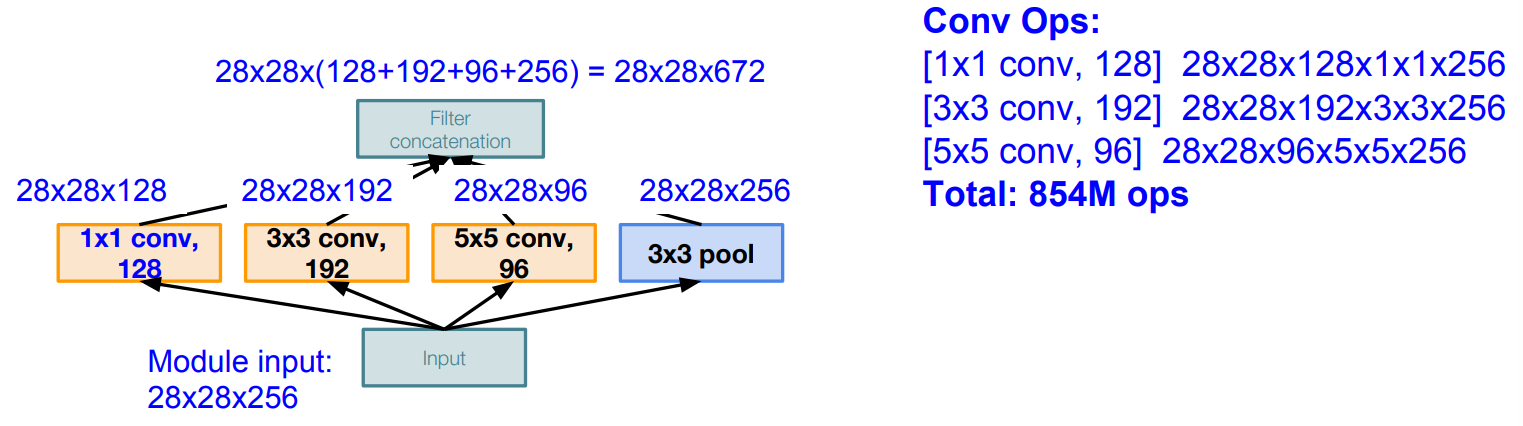 28x28x(128+192+96+256) = 28x28x672
Filter
concatenation
28x28x128
28x28x192
28x28x96
28x28x256
1x1 conv,
128
3x3 conv,
192
5x5 conv,
96
3x3 pool
Input
Module input:
28x28x256
Conv Ops:
[1x1 conv, 128] 28x28x128x1x1x256
[3x3 conv, 192] 28x28x192x3x3x256
[5x5 conv, 96] 28x28x96x5x5x256
Total: 854M ops